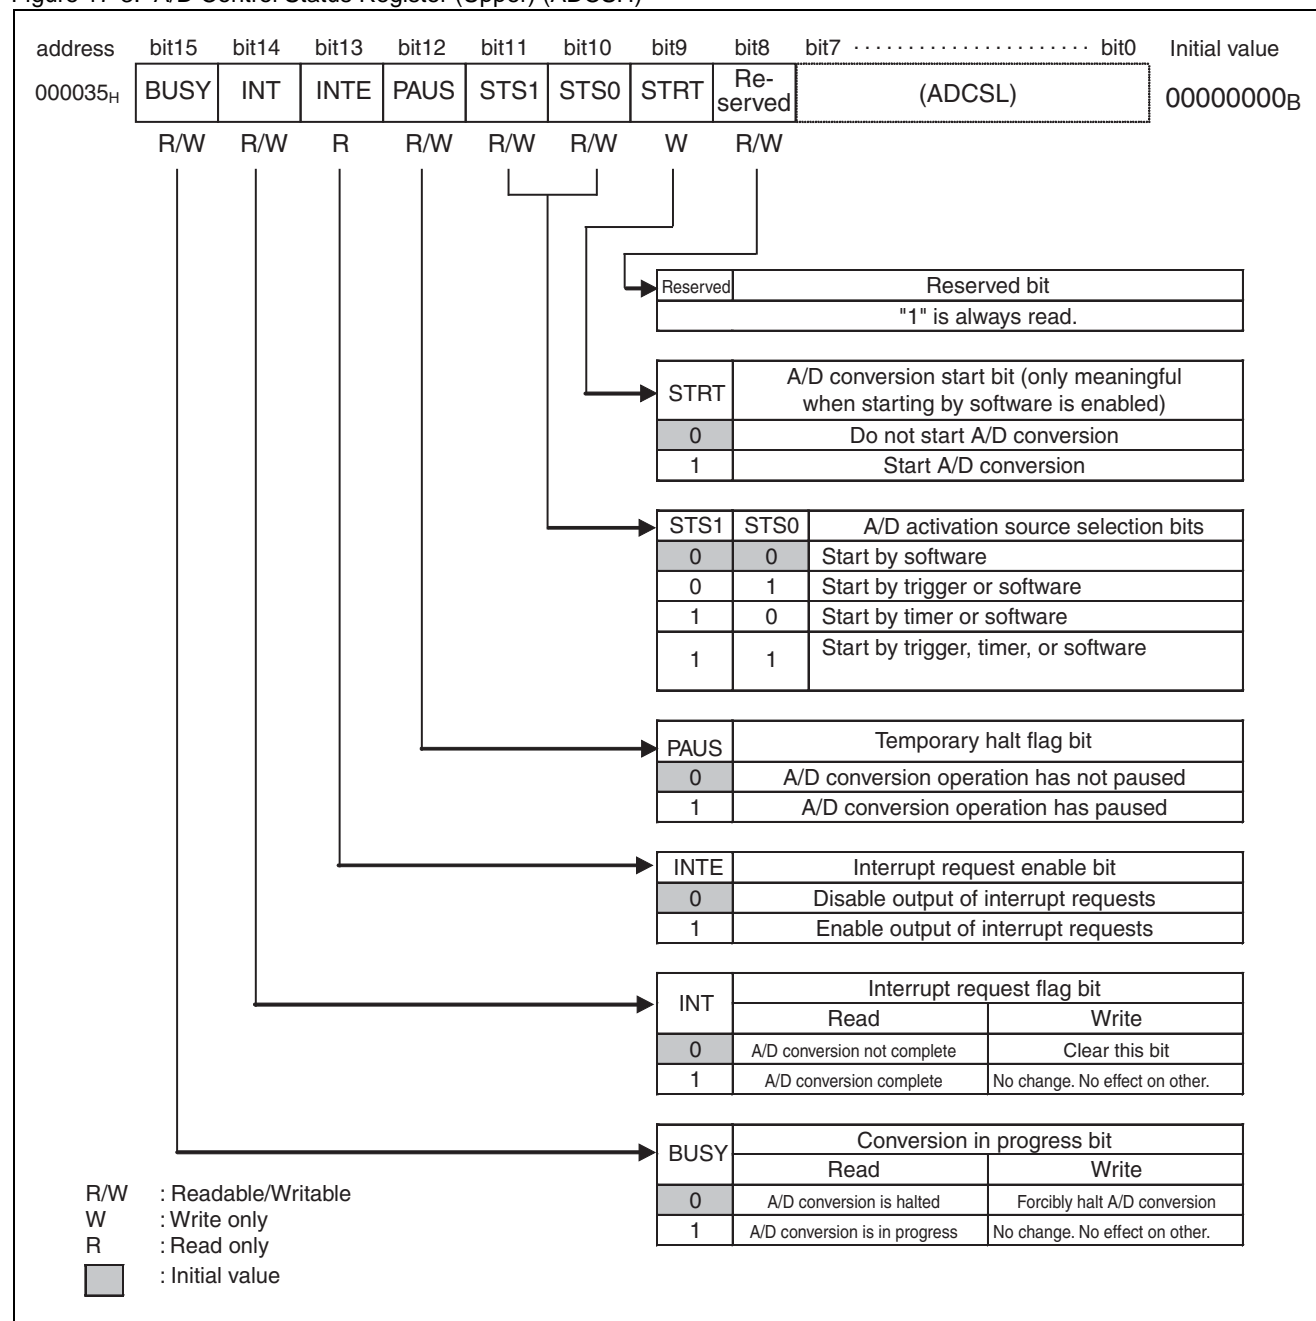 address bit15 bit14 bit13 bit12 bit11 bit10 bit9 bit8 bit7 ······················ bit0 Initial value
000035H BUSY INT INTE PAUS STS1 STS0 STRT Re-served (ADCSL) 00000000B
R/W R/W R R/W R/W R/W W R/W
Reserved Reserved bit
"1" is always read.
STRT A/D conversion start bit (only meaningful
when starting by software is enabled)
0 Do not start A/D conversion
1 Start A/D conversion
STS1 STS0 A/D activation source selection bits
0 0 Start by software
0 1 Start by trigger or software
1 0 Start by timer or software
1 1 Start by trigger, timer, or software
PAUS Temporary halt flag bit
0 A/D conversion operation has not paused
1 A/D conversion operation has paused
INTE Interrupt request enable bit
0 Disable output of interrupt requests
1 Enable output of interrupt requests
INT Interrupt request flag bit
Read Write
0 A/D conversion not complete Clear this bit
1 A/D conversion complete No change. No effect on other.
BUSY Conversion in progress bit
Read Write
0 A/D conversion is halted Forcibly halt A/D conversion
1 A/D conversion is in progress No change. No effect on other.
R/W : Readable/Writable
W : Write only
R : Read only
: Initial value